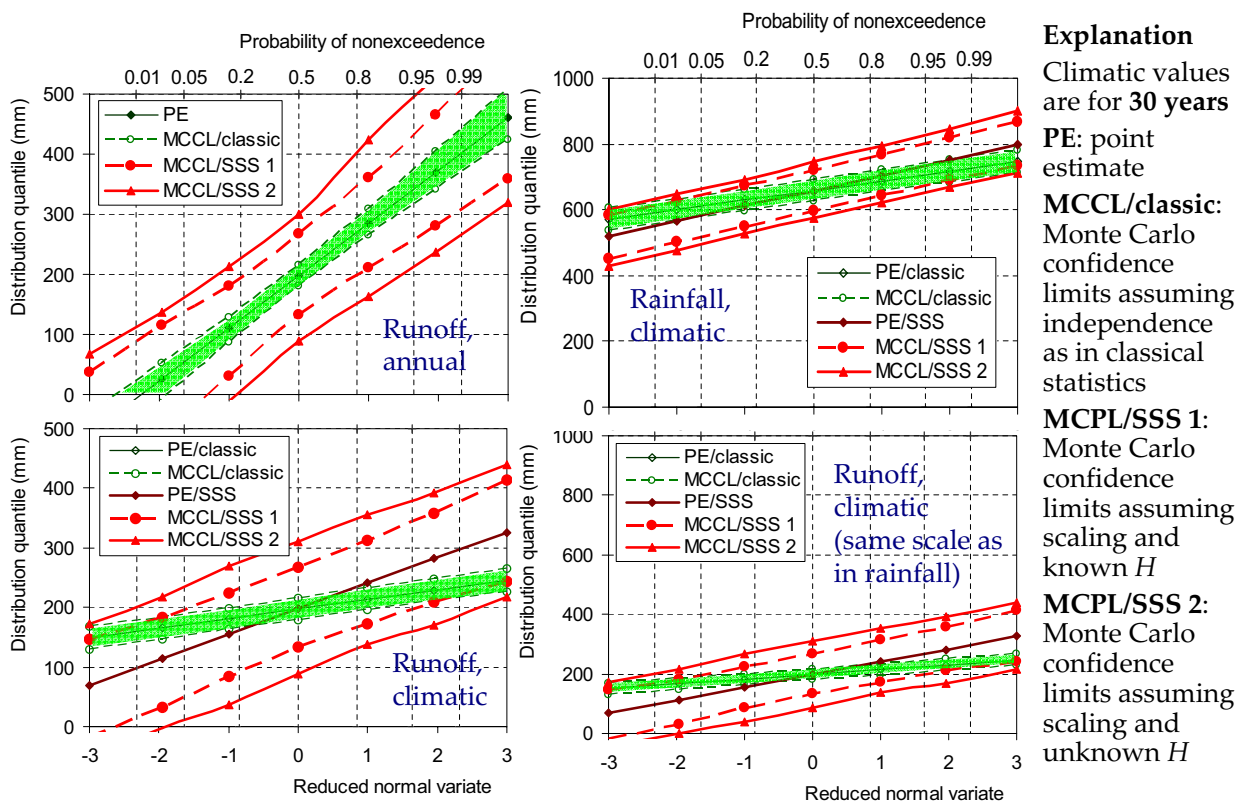 Probability of nonexceedence
0.01 0.05 0.2 0.5 0.8 0.95 0.99
Distribution quantile (mm)
500
400
300
200
100
0
PE
MCCL/classic
MCCL/SSS 1
MCCL/SSS 2
Runoff,
annual
Probability of nonexceedence
0.01 0.05 0.2 0.5 0.8 0.95 0.99
Distribution quantile (mm)
1000
800
600
400
200
0
Rainfall,
climatic
PE/classic
MCCL/classic
PE/SSS
MCCL/SSS 1
MCCL/SSS 2
Distribution quantile (mm)
500
400
300
200
100
0
PE/classic
MCCL/classic
PE/SSS
MCCL/SSS 1
MCCL/SSS 2
Runoff,
climatic
-3 -2 -1 0 1 2 3
Reduced normal variate
Distribution quantile (mm)
1000
800
600
400
200
0
PE/classic
MCCL/classic
PE/SSS
MCCL/SSS 1
MCCL/SSS 2
Runoff,
climatic
(same scale as
in rainfall)
-3 -2 -1 0 1 2 3
Reduced normal variate
Explanation
Climatic values
are for 30 years
PE: point
estimate
MCCL/classic:
Monte Carlo
confidence
limits assuming
independence
as in classical
statistics
MCPL/SSS 1:
Monte Carlo
confidence
limits assuming
scaling and
known H
MCPL/SSS 2:
Monte Carlo
confidence
limits assuming
scaling and
unknown H